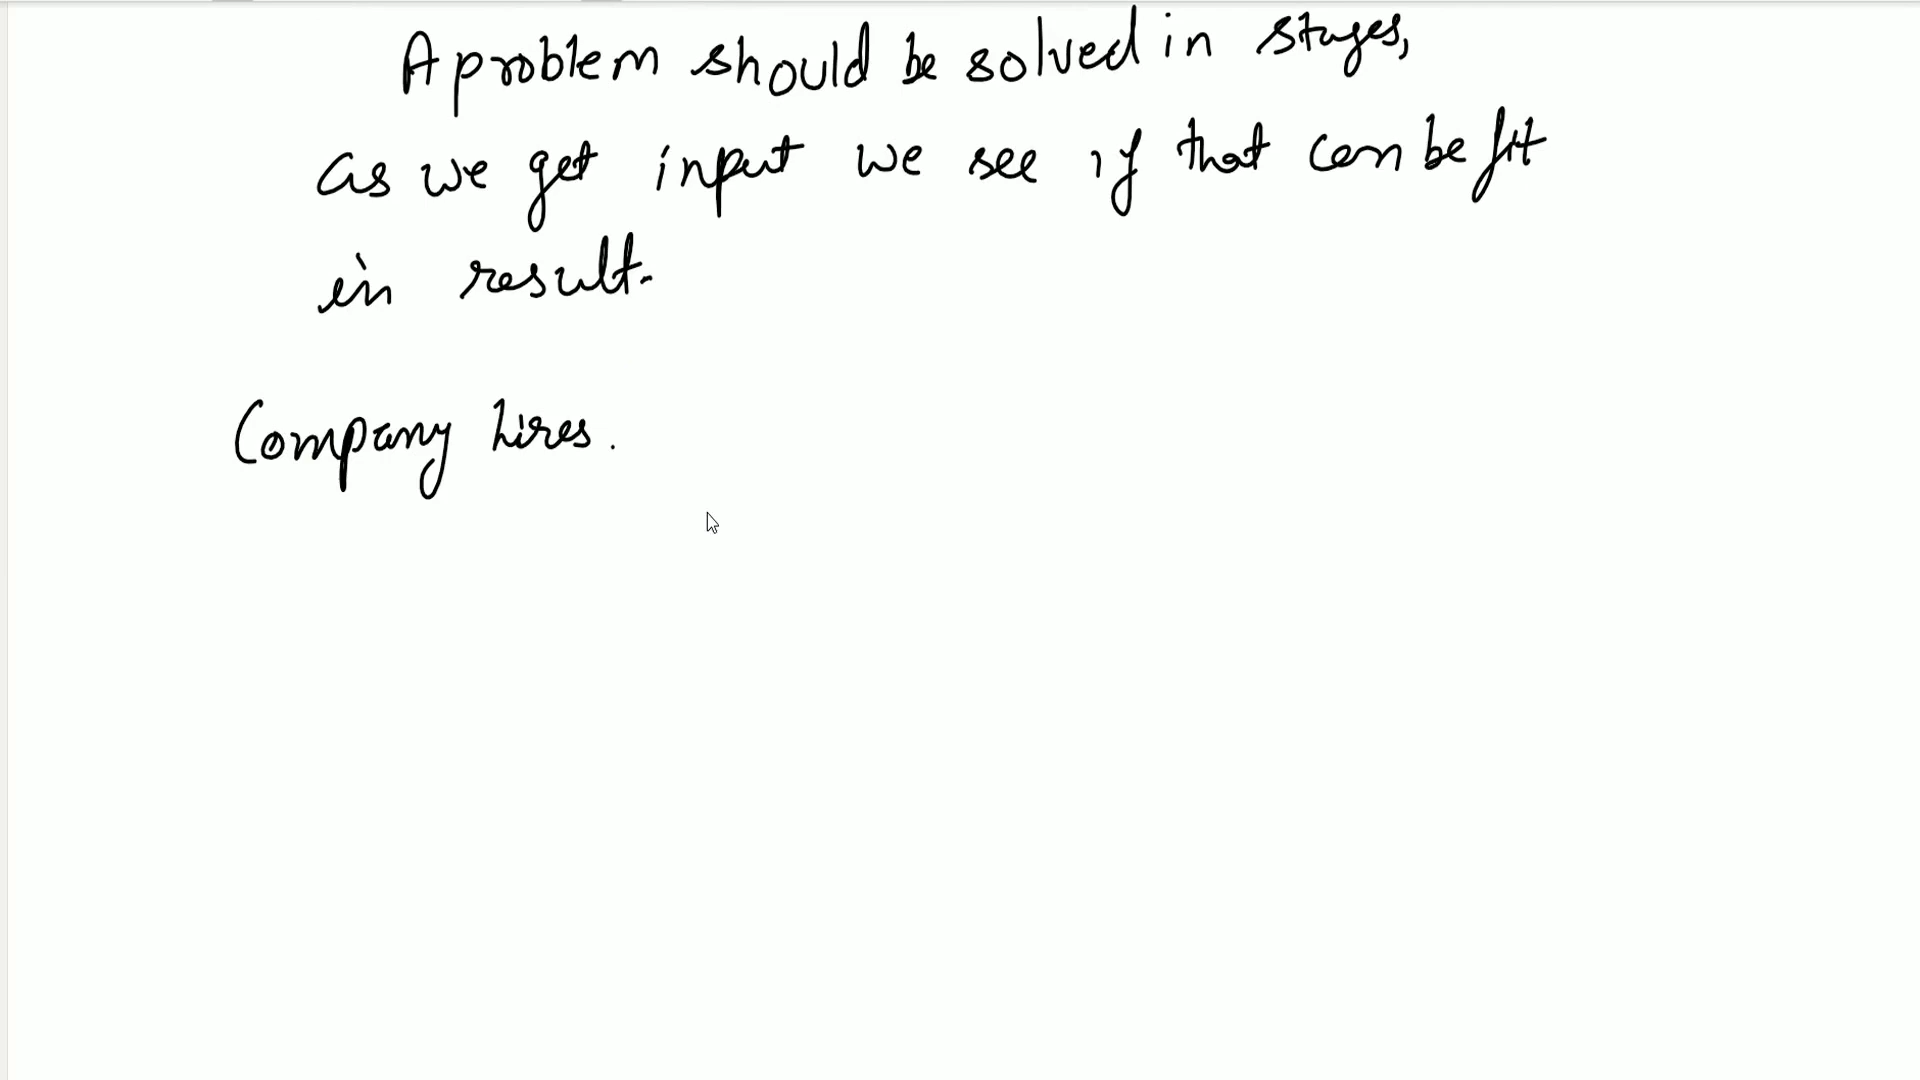 A problem should be solved in stages,
as we get input we see if that can be fit
in result.
Company hires.